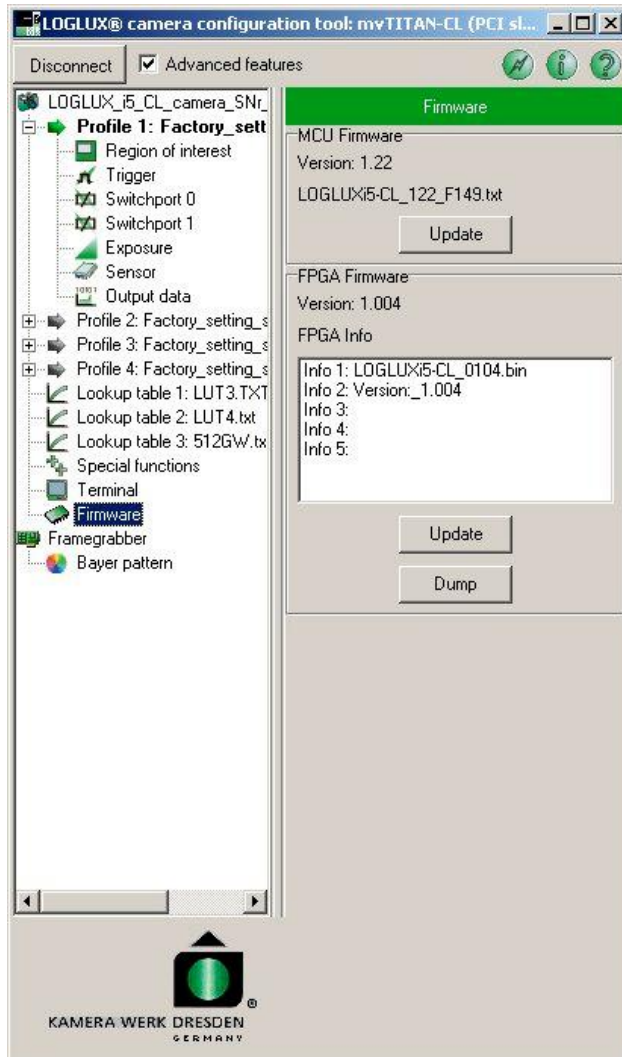 LOGLUX® camera configuration tool: mvTITAN-CL (PCI sl...
Disconnect
Advanced features
LOGLUX_i5_CL_camera_SNr_
Profile 1: Factory_sett
Region of interest
Trigger
Switchport 0
Switchport 1
Exposure
Sensor
Output data
Profile 2: Factory_setting_s
Profile 3: Factory_setting_s
Profile 4: Factory_setting_s
Lookup table 1: LUT3.TXT
Lookup table 2: LUT4.txt
Lookup table 3: 512GW.tx
Special functions
Terminal
Firmware
Framegrabber
Bayer pattern
Firmware
MCU Firmware
Version: 1.22
LOGLUXi5-CL_122_F149.txt
Update
FPGA Firmware
Version: 1.004
FPGA Info
Info 1: LOGLUXi5-CL_0104.bin
Info 2: Version:_1.004
Info 3:
Info 4:
Info 5:
Update
Dump
KAMERA WERK DRESDEN ®
GERMANY